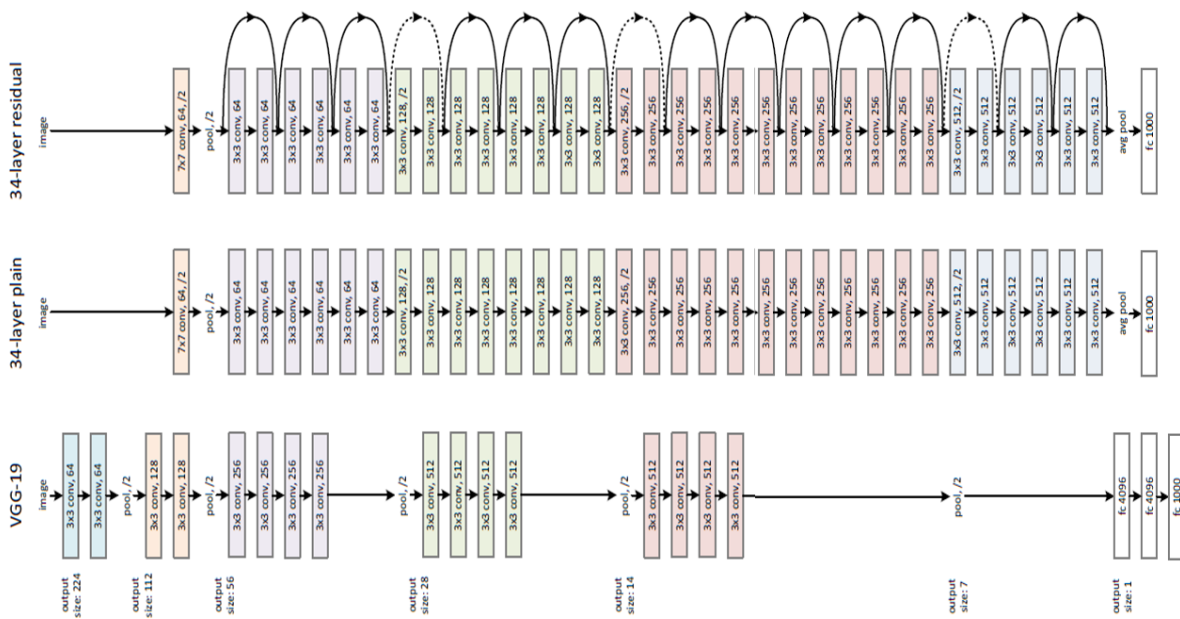 VGG-19
34-layer plain
34-layer residual
output
size: 224
output
size: 112
output
size: 56
output
size: 28
output
size: 14
output
size: 7
output
size: 1
image
3x3 conv, 64
3x3 conv, 64
pool, /2
3x3 conv, 128
3x3 conv, 128
pool, /2
3x3 conv, 256
3x3 conv, 256
3x3 conv, 256
3x3 conv, 256
pool, /2
3x3 conv, 512
3x3 conv, 512
3x3 conv, 512
3x3 conv, 512
pool, /2
3x3 conv, 512
3x3 conv, 512
3x3 conv, 512
3x3 conv, 512
pool, /2
fc 4096
fc 4096
fc 1000
image
7x7 conv, 64, /2
pool, /2
3x3 conv, 64
3x3 conv, 64
3x3 conv, 64
3x3 conv, 64
3x3 conv, 64
3x3 conv, 64
3x3 conv, 128, /2
3x3 conv, 128
3x3 conv, 128
3x3 conv, 128
3x3 conv, 128
3x3 conv, 128
3x3 conv, 128
3x3 conv, 128
3x3 conv, 256, /2
3x3 conv, 256
3x3 conv, 256
3x3 conv, 256
3x3 conv, 256
3x3 conv, 256
3x3 conv, 256
3x3 conv, 256
3x3 conv, 256
3x3 conv, 256
3x3 conv, 256
3x3 conv, 256
3x3 conv, 512, /2
3x3 conv, 512
3x3 conv, 512
3x3 conv, 512
3x3 conv, 512
3x3 conv, 512
avg pool
fc 1000
image
7x7 conv, 64, /2
pool, /2
3x3 conv, 64
3x3 conv, 64
3x3 conv, 64
3x3 conv, 64
3x3 conv, 64
3x3 conv, 64
3x3 conv, 128, /2
3x3 conv, 128
3x3 conv, 128
3x3 conv, 128
3x3 conv, 128
3x3 conv, 128
3x3 conv, 128
3x3 conv, 128
3x3 conv, 256, /2
3x3 conv, 256
3x3 conv, 256
3x3 conv, 256
3x3 conv, 256
3x3 conv, 256
3x3 conv, 256
3x3 conv, 256
3x3 conv, 256
3x3 conv, 256
3x3 conv, 256
3x3 conv, 256
3x3 conv, 512, /2
3x3 conv, 512
3x3 conv, 512
3x3 conv, 512
3x3 conv, 512
3x3 conv, 512
avg pool
fc 1000